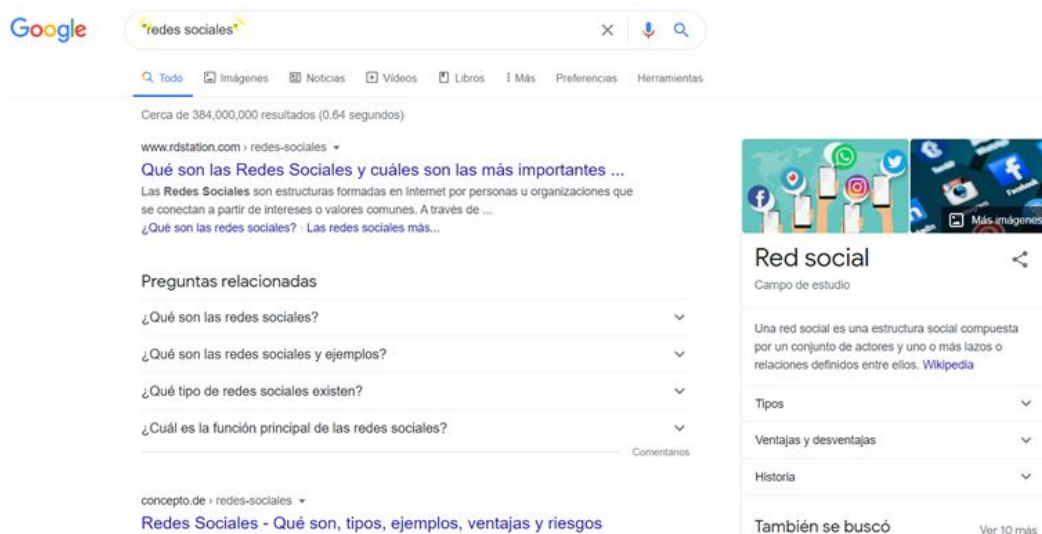 Google
"redes sociales"
Todo Imágenes Noticias Vídeos Libros Más Preferencias Herramientas
Cerca de 384,000,000 resultados (0.64 segundos)
www.rdstation.com › redes-sociales
Qué son las Redes Sociales y cuáles son las más importantes ...
Las Redes Sociales son estructuras formadas en Internet por personas u organizaciones que
se conectan a partir de intereses o valores comunes. A través de ...
¿Qué son las redes sociales? · Las redes sociales más...
Preguntas relacionadas
¿Qué son las redes sociales?
¿Qué son las redes sociales y ejemplos?
¿Qué tipo de redes sociales existen?
¿Cuál es la función principal de las redes sociales?
Comentarios
concepto.de › redes-sociales
Redes Sociales - Qué son, tipos, ejemplos, ventajas y riesgos
Facebook
Más imágenes
Red social
Campo de estudio
Una red social es una estructura social compuesta
por un conjunto de actores y uno o más lazos o
relaciones definidos entre ellos. Wikipedia
Tipos
Ventajas y desventajas
Historia
También se buscó
Ver 10 más